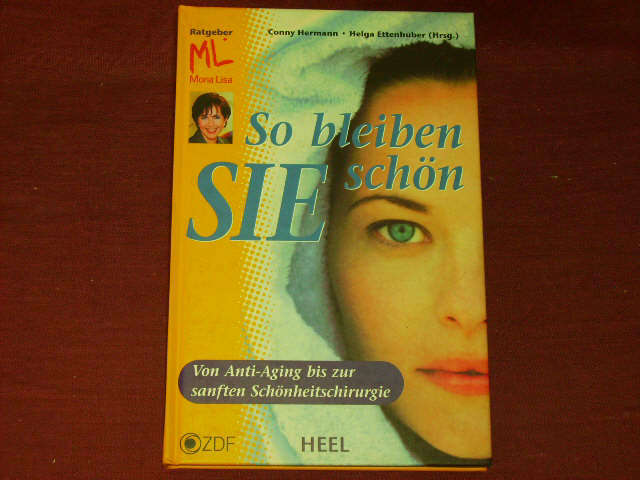 Ratgeber
ML
Mona Lisa
Conny Hermann • Helga Ettenhuber (Hrsg.)
So bleiben
SIE schön
Von Anti-Aging bis zur
sanften Schönheitschirurgie
ZDF
HEEL